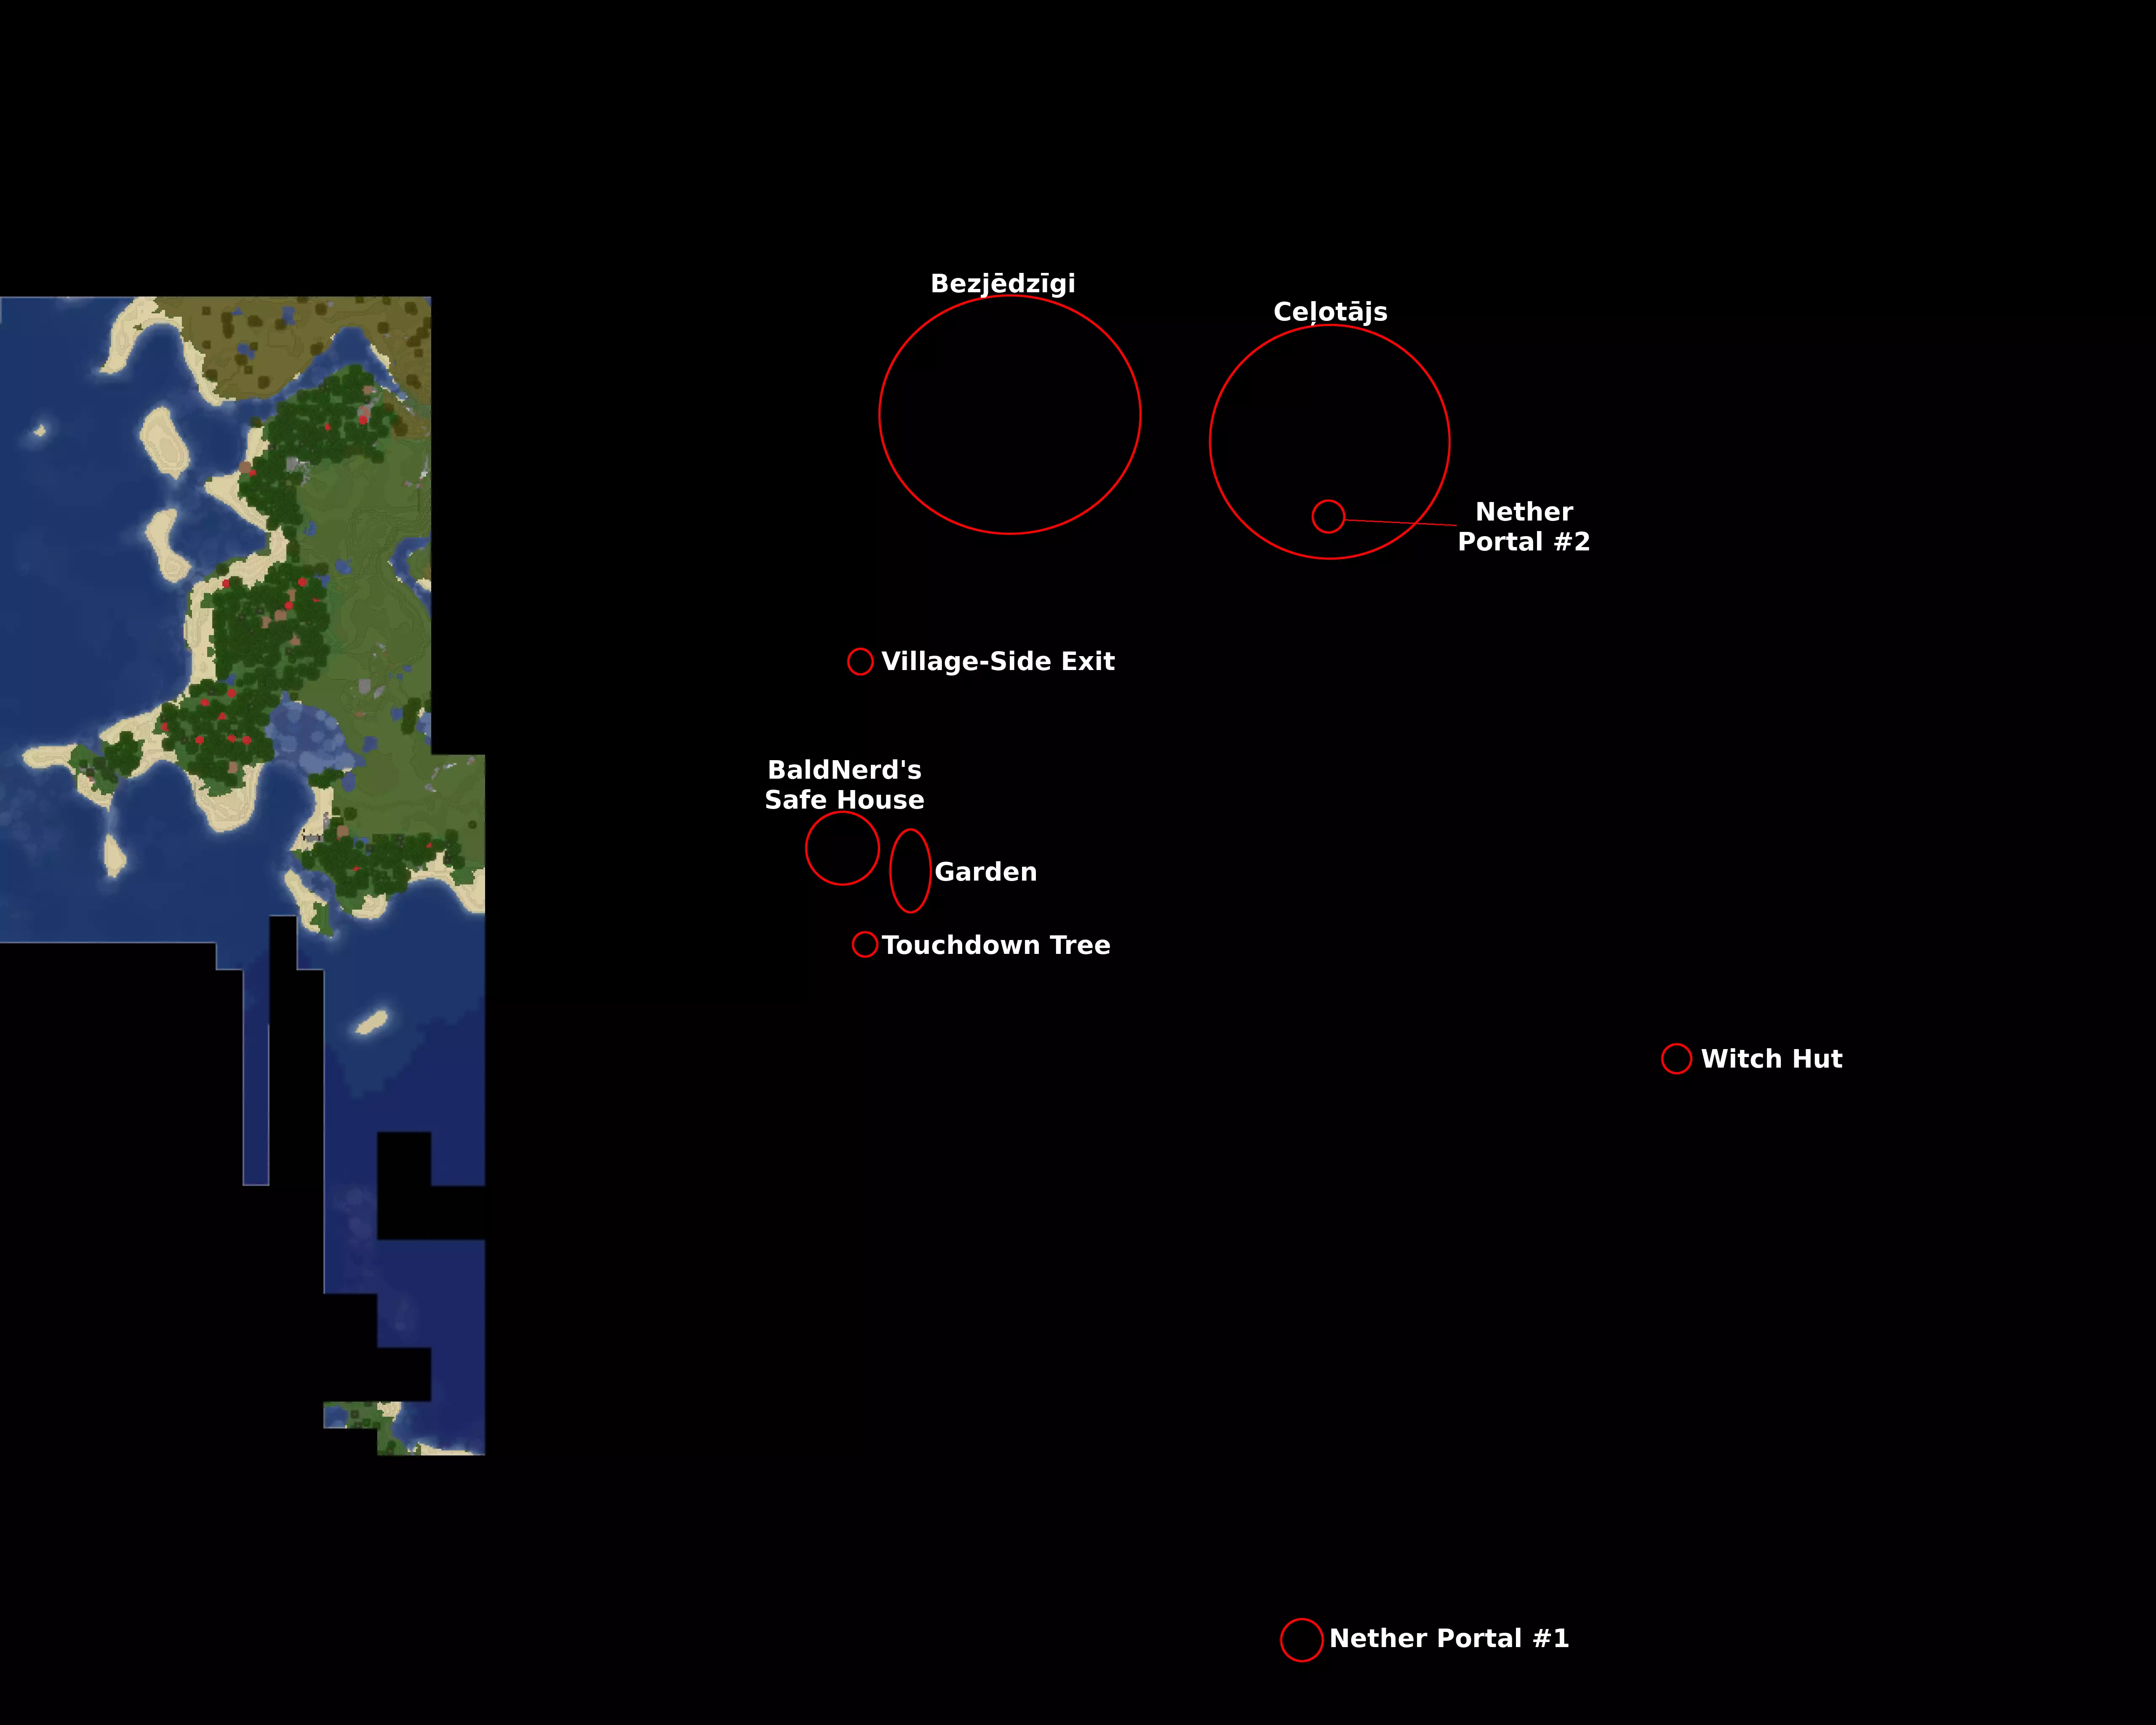 Bezjēdzīgi
Ceļotājs
Nether
Portal #2
Village-Side Exit
BaldNerd's
Safe House
Garden
Touchdown Tree
Witch Hut
Nether Portal #1